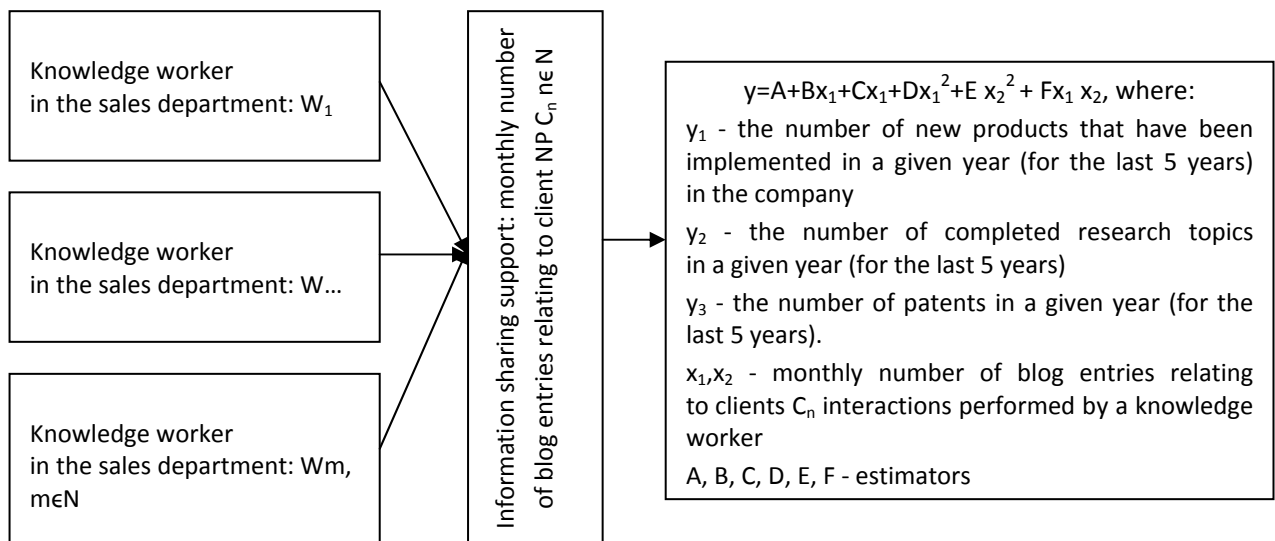 Knowledge worker
in the sales department: W₁
Knowledge worker
in the sales department: W…
Knowledge worker
in the sales department: Wm,
mєN
Information sharing support: monthly number
of blog entries relating to client NP Cₙ nє N
y=A+Bx₁+Cx₁+Dx₁²+E x₂² + Fx₁ x₂, where:
y₁ - the number of new products that have been
implemented in a given year (for the last 5 years)
in the company
y₂ - the number of completed research topics
in a given year (for the last 5 years)
y₃ - the number of patents in a given year (for the
last 5 years).
x₁,x₂ - monthly number of blog entries relating
to clients Cₙ interactions performed by a knowledge
worker
A, B, C, D, E, F - estimators